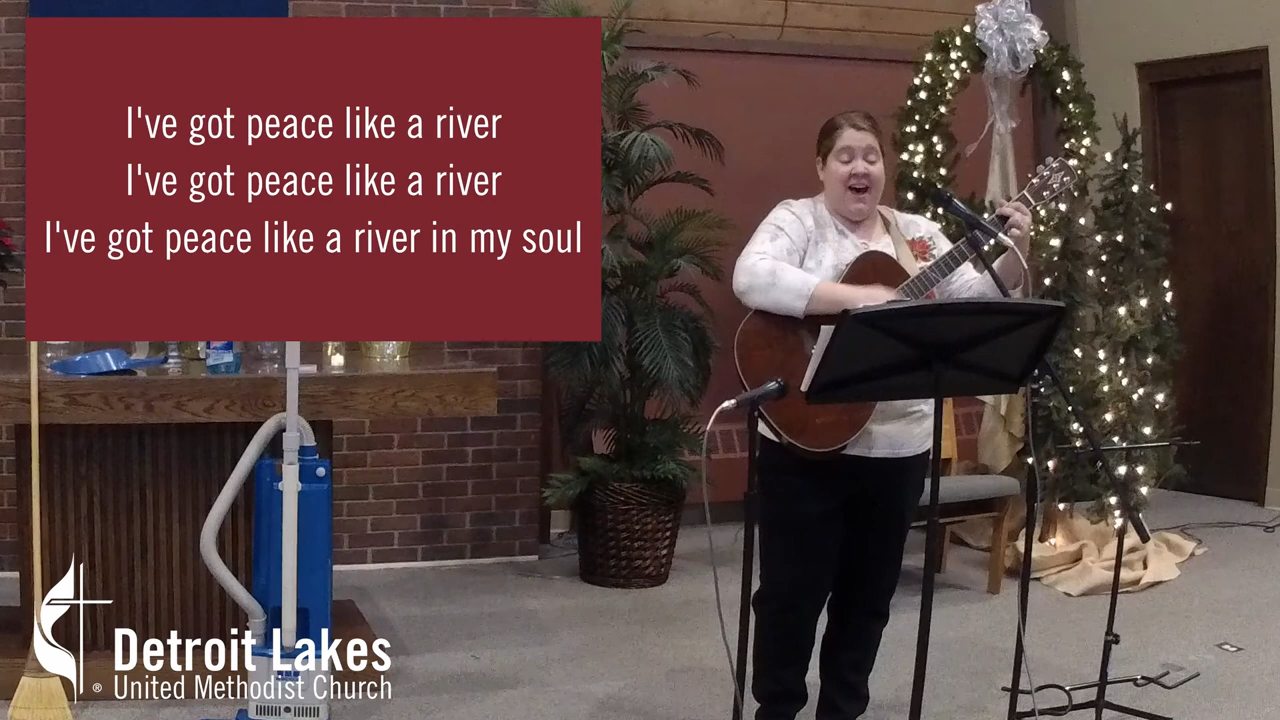 I've got peace like a river
I've got peace like a river
I've got peace like a river in my soul
Detroit Lakes
® United Methodist Church